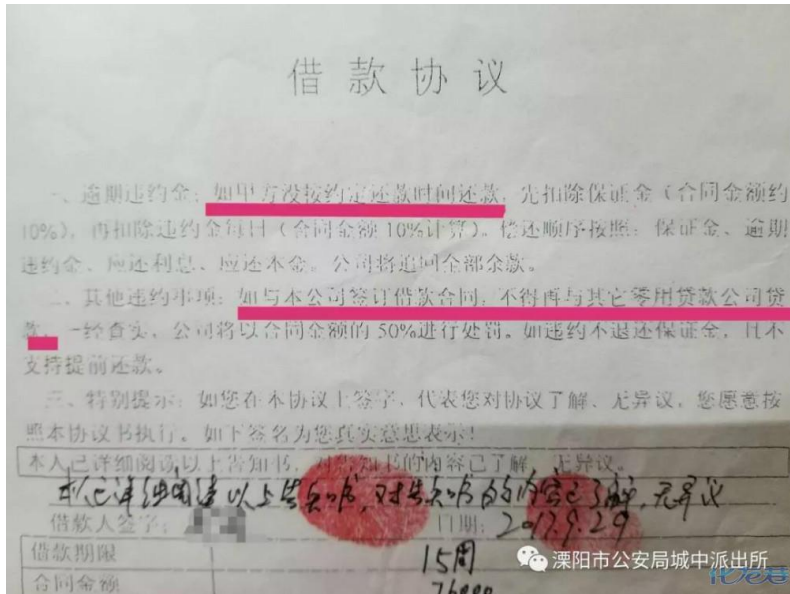 借款协议
一、逾期违约金：如甲方没按约定还款时间还款，先扣除保证金（合同金额约
10%），再扣除违约金每日（合同金额10%计算）。偿还顺序按照：保证金、逾期
违约金、应还利息、应还本金。公司将追回全部余款。
二、其他违约事项：如与本公司签订借款合同，不得再与其它零用贷款公司贷
款，一经查实，公司将以合同金额的50%进行处罚。如违约不退还保证金，且不
支持提前还款。
三、特别提示：如您在本协议上签字，代表您对协议了解、无异议，您愿意按
照本协议书执行。如下签名为您真实意思表示！
本人已详细阅读以上告知书，对告知书的内容已了解，无异议。
本人已详细阅读以上告知书，对告知书的内容已了解，无异议
借款人签字： 日期：2017.9.29
借款期限 15周
合同金额
溧阳市公安局城中派出所
化龙巷